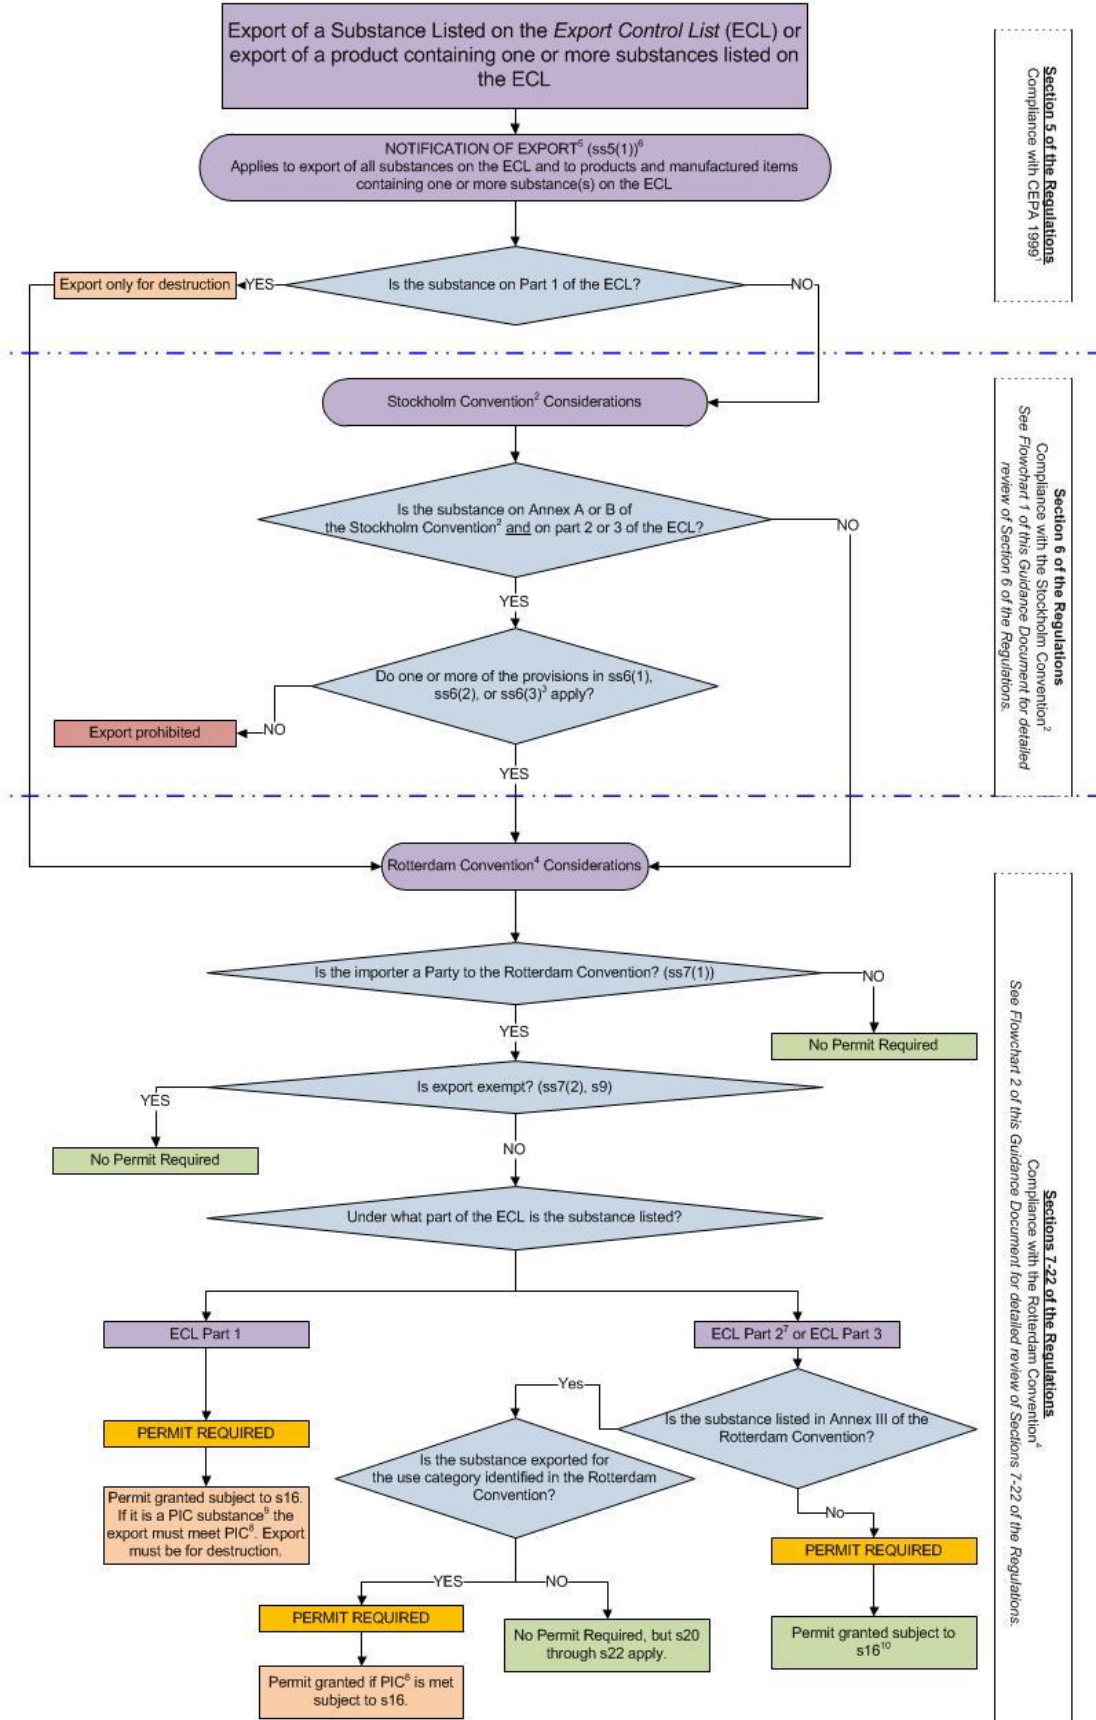 Export of a Substance Listed on the Export Control List (ECL) or
export of a product containing one or more substances listed on
the ECL
NOTIFICATION OF EXPORT⁵ (ss5(1))⁶
Applies to export of all substances on the ECL and to products and manufactured items
containing one or more substance(s) on the ECL
Section 5 of the Regulations
Compliance with CEPA 1999¹
Export only for destruction
YES
Is the substance on Part 1 of the ECL?
NO
Stockholm Convention² Considerations
Section 6 of the Regulations
Compliance with the Stockholm Convention²
See Flowchart 1 of this Guidance Document for detailed
review of Section 6 of the Regulations.
Is the substance on Annex A or B of
the Stockholm Convention² and on part 2 or 3 of the ECL?
NO
YES
Do one or more of the provisions in ss6(1),
ss6(2), or ss6(3)³ apply?
Export prohibited
NO
YES
Rotterdam Convention⁴ Considerations
Sections 7-22 of the Regulations
Compliance with the Rotterdam Convention⁴
See Flowchart 2 of this Guidance Document for detailed review of Sections 7-22 of the Regulations.
Is the importer a Party to the Rotterdam Convention? (ss7(1))
NO
No Permit Required
YES
Is export exempt? (ss7(2), s9)
YES
No Permit Required
NO
Under what part of the ECL is the substance listed?
ECL Part 1
ECL Part 2⁷ or ECL Part 3
Yes
Is the substance listed in Annex III of the
Rotterdam Convention?
PERMIT REQUIRED
Is the substance exported for
the use category identified in the Rotterdam
Convention?
Permit granted subject to s16.
If it is a PIC substance⁹ the
export must meet PIC⁸. Export
must be for destruction.
No
PERMIT REQUIRED
YES
NO
PERMIT REQUIRED
No Permit Required, but s20
through s22 apply.
Permit granted subject to
s16¹⁰
Permit granted if PIC⁸ is met
subject to s16.